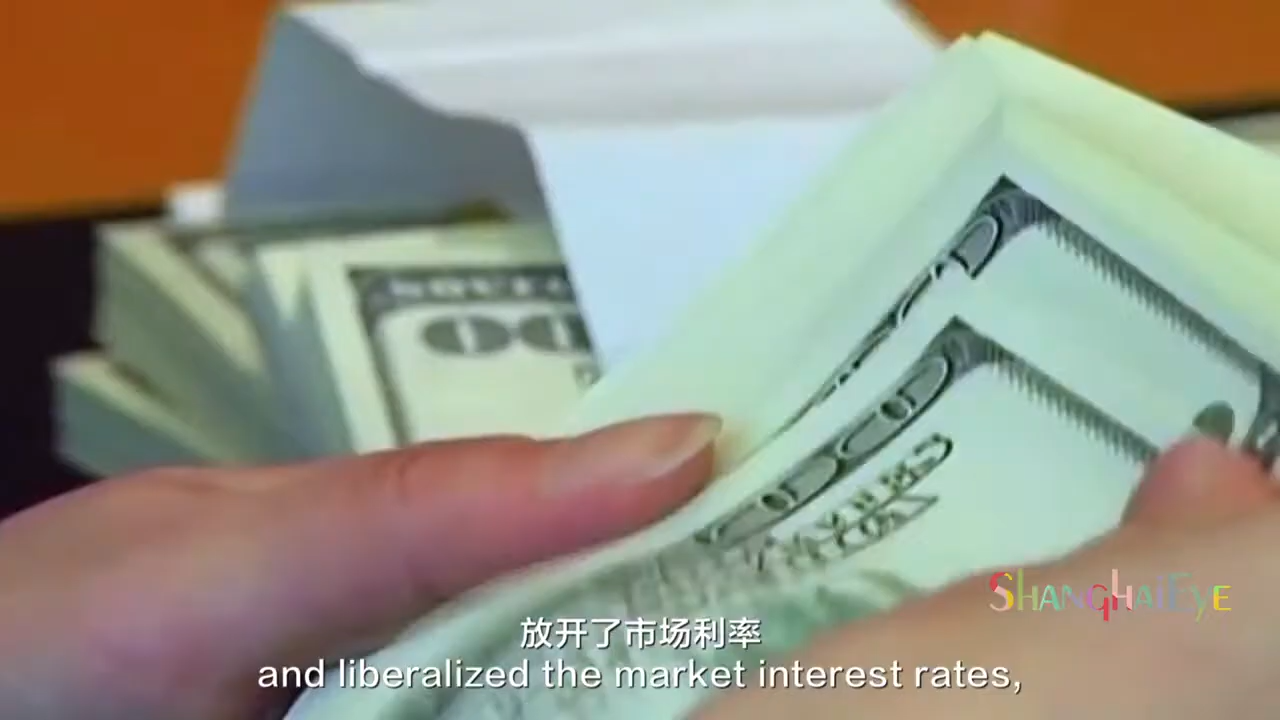 ShanghaiEye
放开了市场利率
and liberalized the market interest rates,